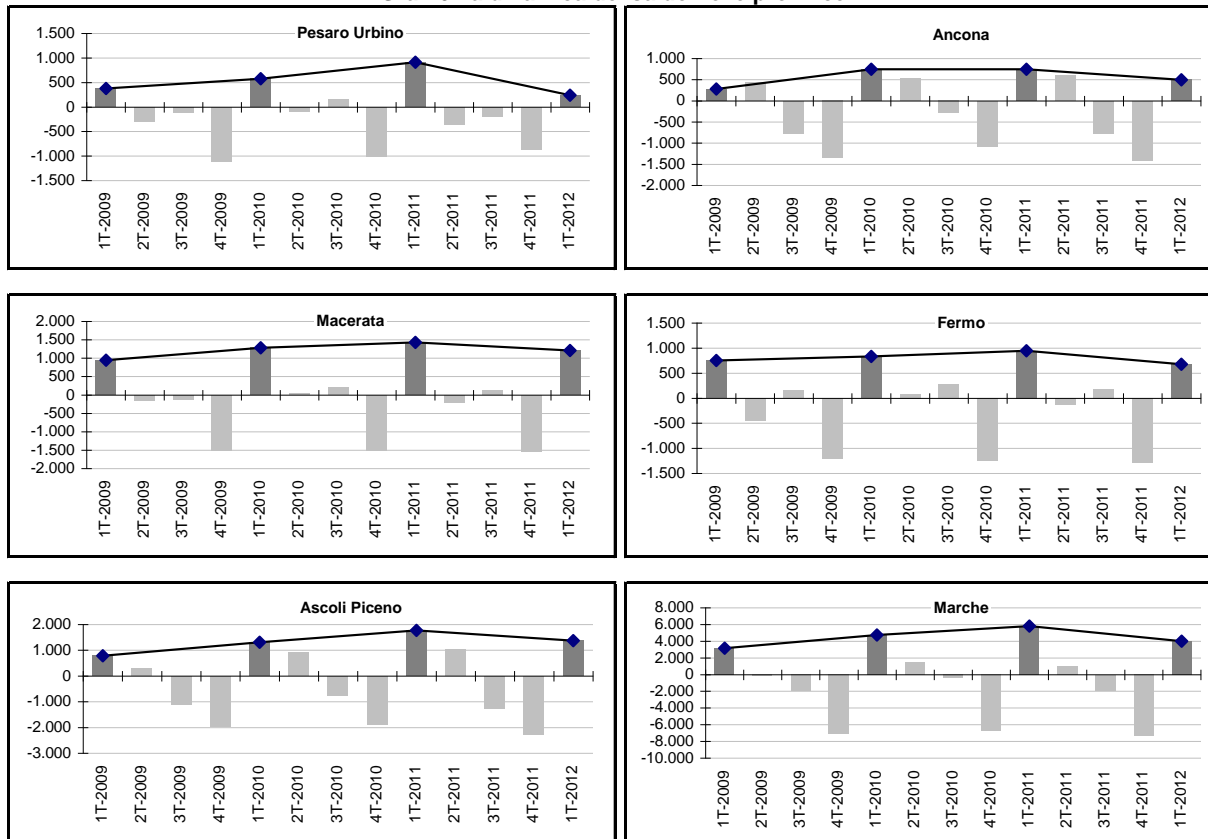 Pesaro Urbino
1.500
1.000
500
0
-500
-1.000
-1.500
1T-2009
2T-2009
3T-2009
4T-2009
1T-2010
2T-2010
3T-2010
4T-2010
1T-2011
2T-2011
3T-2011
4T-2011
1T-2012
Ancona
1.000
500
0
-500
-1.000
-1.500
-2.000
1T-2009
2T-2009
3T-2009
4T-2009
1T-2010
2T-2010
3T-2010
4T-2010
1T-2011
2T-2011
3T-2011
4T-2011
1T-2012
Macerata
2.000
1.500
1.000
500
0
-500
-1.000
-1.500
-2.000
1T-2009
2T-2009
3T-2009
4T-2009
1T-2010
2T-2010
3T-2010
4T-2010
1T-2011
2T-2011
3T-2011
4T-2011
1T-2012
Fermo
1.500
1.000
500
0
-500
-1.000
-1.500
1T-2009
2T-2009
3T-2009
4T-2009
1T-2010
2T-2010
3T-2010
4T-2010
1T-2011
2T-2011
3T-2011
4T-2011
1T-2012
Ascoli Piceno
2.000
1.000
0
-1.000
-2.000
-3.000
1T-2009
2T-2009
3T-2009
4T-2009
1T-2010
2T-2010
3T-2010
4T-2010
1T-2011
2T-2011
3T-2011
4T-2011
1T-2012
Marche
8.000
6.000
4.000
2.000
0
-2.000
-4.000
-6.000
-8.000
-10.000
1T-2009
2T-2009
3T-2009
4T-2009
1T-2010
2T-2010
3T-2010
4T-2010
1T-2011
2T-2011
3T-2011
4T-2011
1T-2012